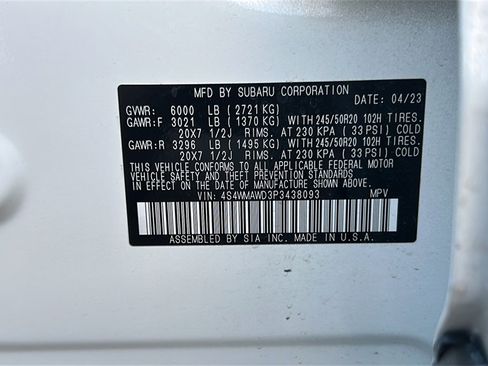 MFD BY SUBARU CORPORATION
DATE: 04/23
GVWR: 6000 LB ( 2721 KG)
GAWR:F 3021 LB ( 1370 KG) WITH 245/50R20 102H TIRES.
20X7 1/2J RIMS. AT 230 KPA ( 33 PSI) COLD
GAWR:R 3296 LB ( 1495 KG) WITH 245/50R20 102H TIRES.
20X7 1/2J RIMS. AT 230 KPA ( 33 PSI) COLD
THIS VEHICLE CONFORMS TO ALL APPLICABLE FEDERAL MOTOR
VEHICLE SAFETY AND THEFT PREVENTION STANDARDS
IN EFFECT ON THE DATE OF MANUFACTURE SHOWN ABOVE.
VIN: 4S4WMAWD3P3438093 MPV
ASSEMBLED BY SIA INC. MADE IN U.S.A.